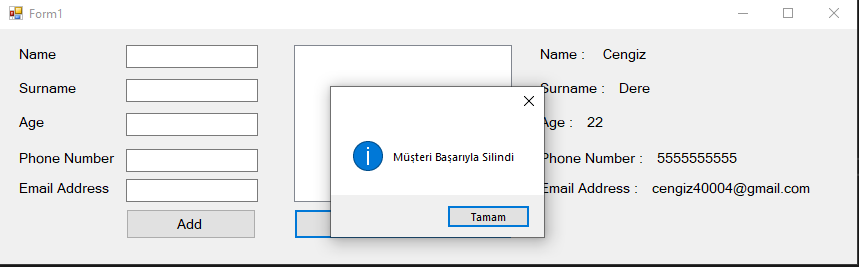 Form1
Name
Surname
Age
Phone Number
Email Address
Add
Müşteri Başarıyla Silindi
Tamam
Name : Cengiz
Surname : Dere
Age : 22
Phone Number : 5555555555
Email Address : cengiz40004@gmail.com